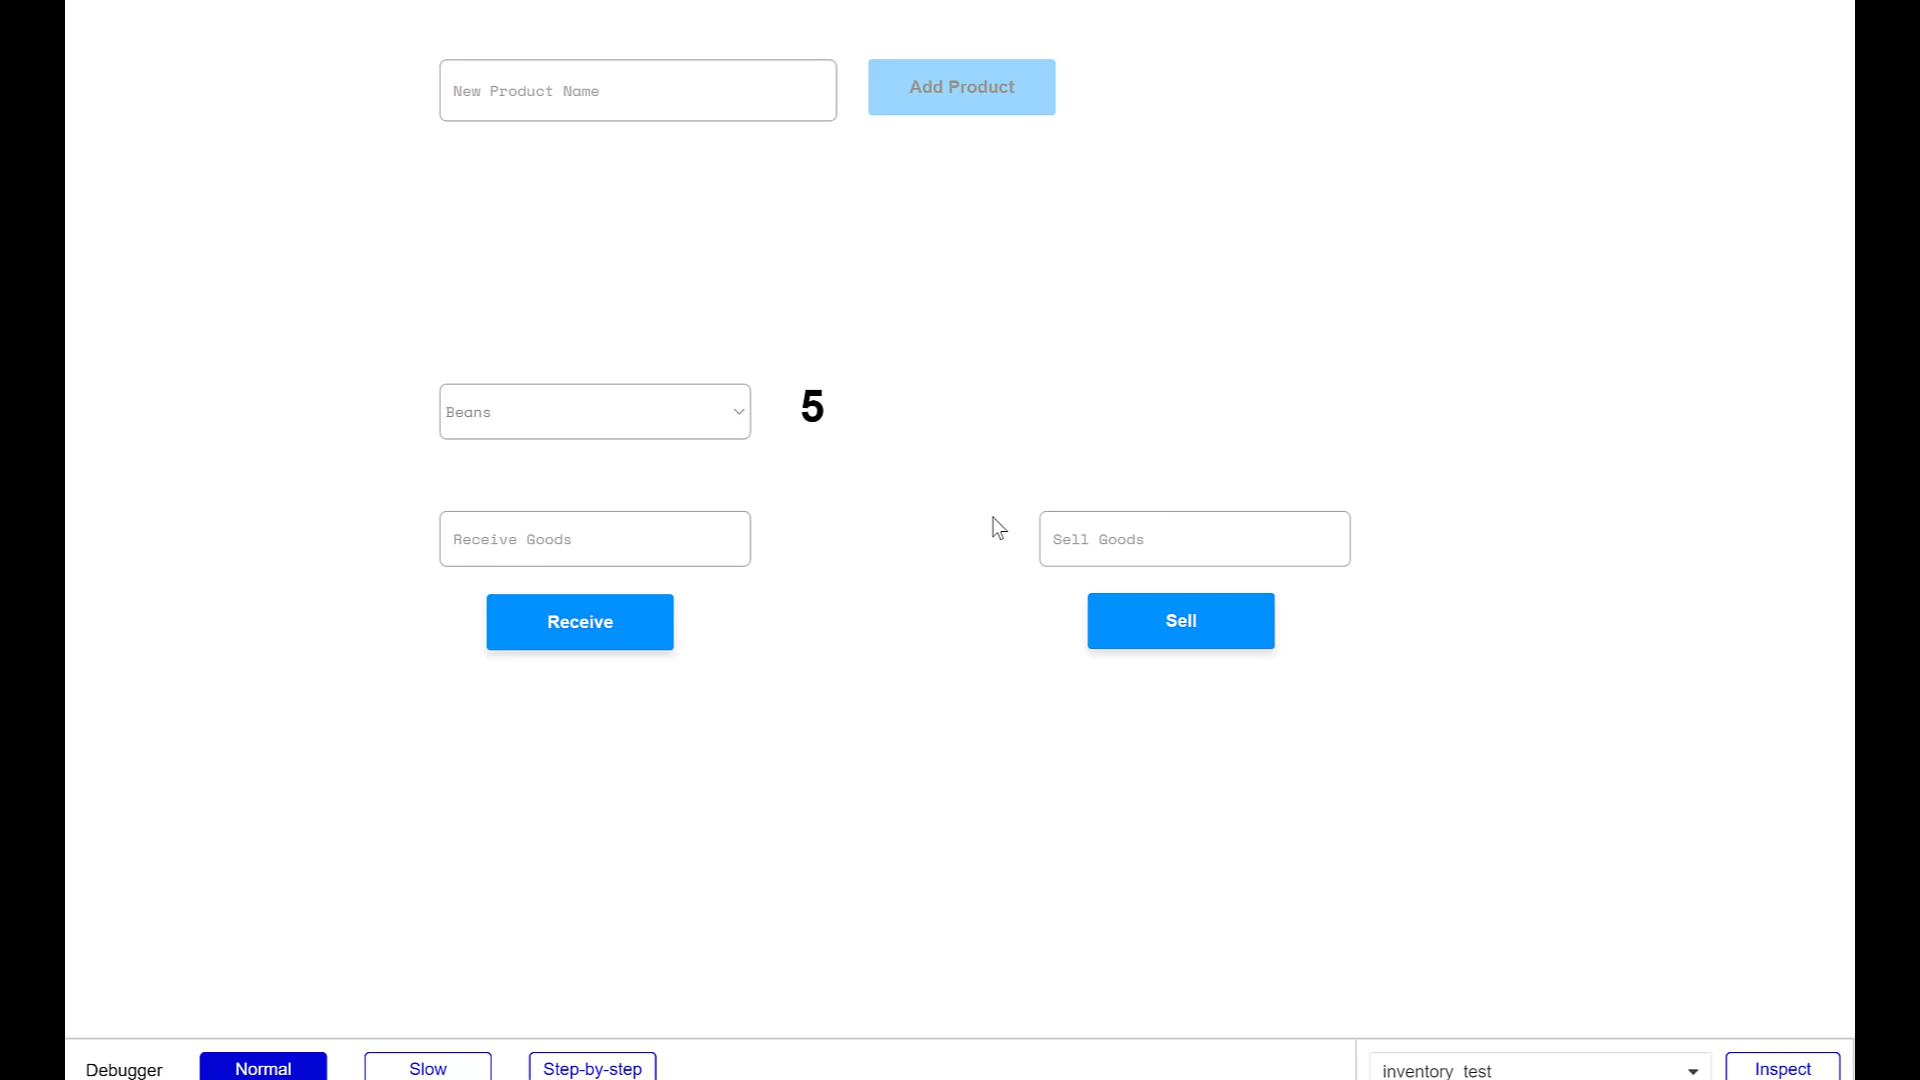 New Product Name
Add Product
Beans
5
Receive Goods
Sell Goods
Receive
Sell
Debugger
Normal
Slow
Step-by-step
inventory_test
Inspect